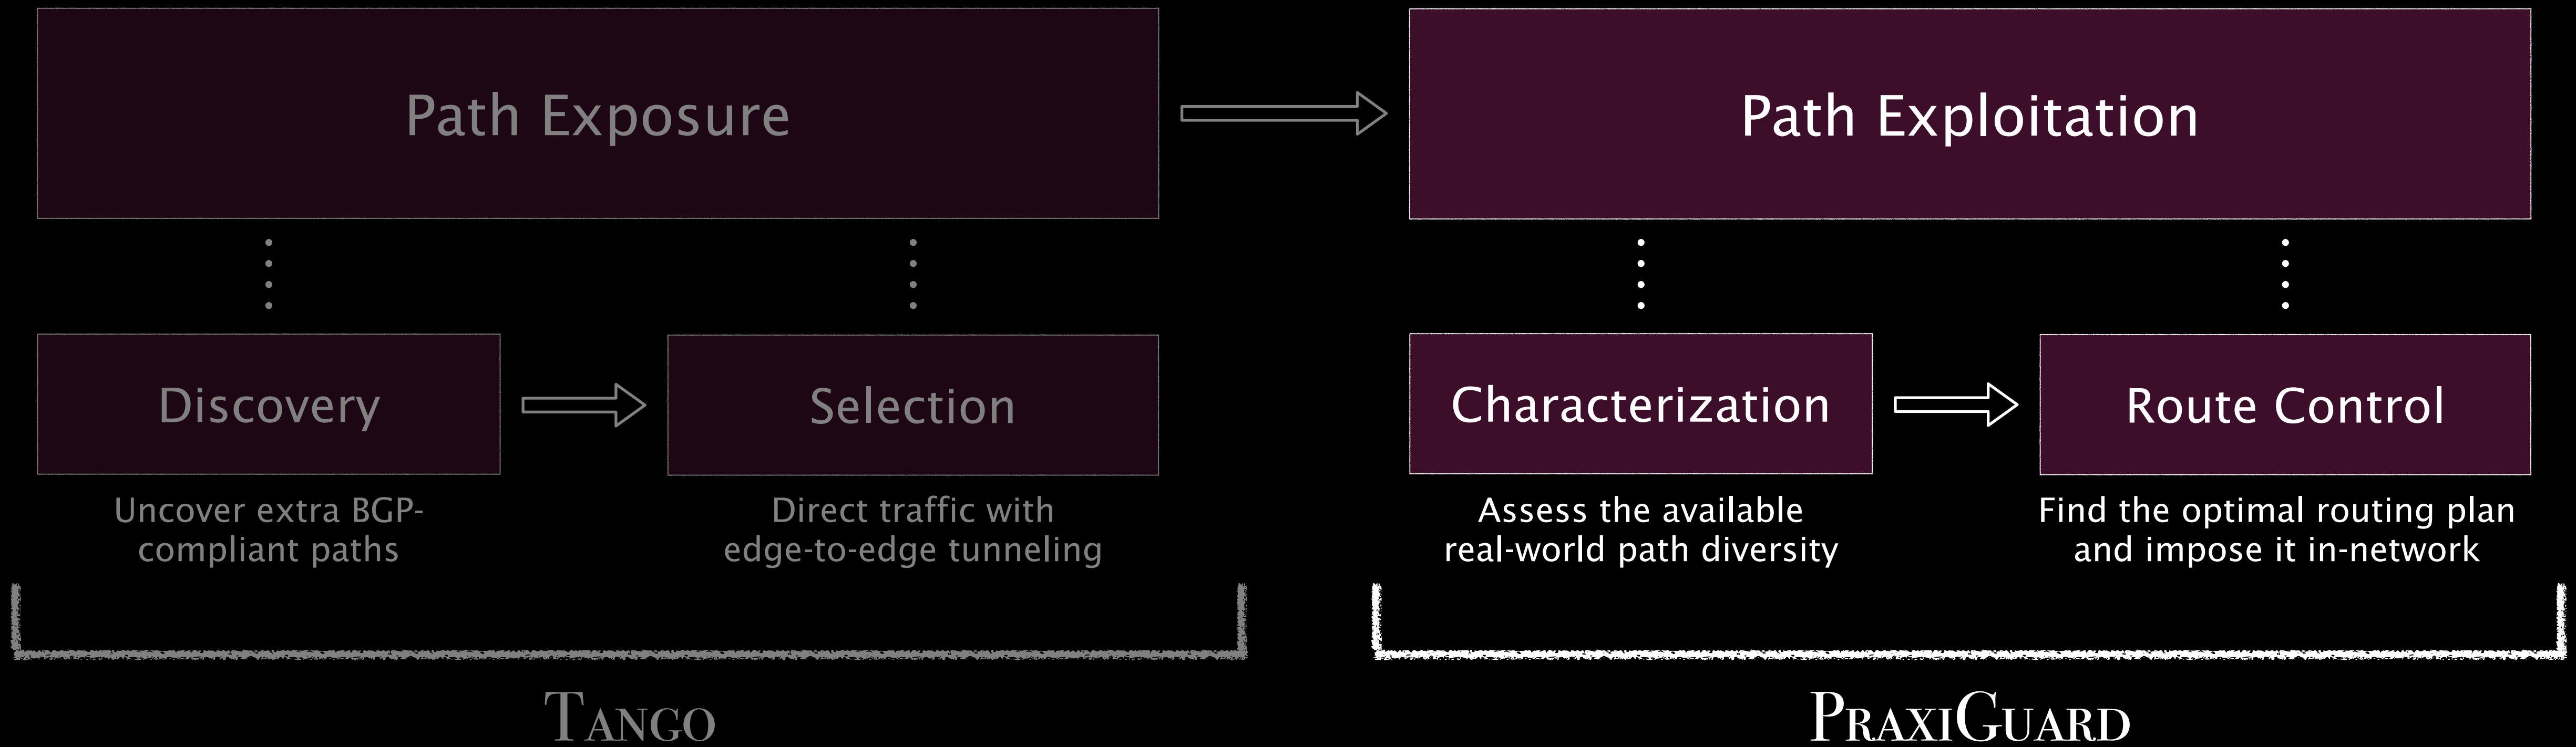 Path Exposure
Path Exploitation
Discovery
Selection
Characterization
Route Control
Uncover extra BGP-
compliant paths
Direct traffic with
edge-to-edge tunneling
Assess the available
real-world path diversity
Find the optimal routing plan
and impose it in-network
TANGO
PRAXIGUARD